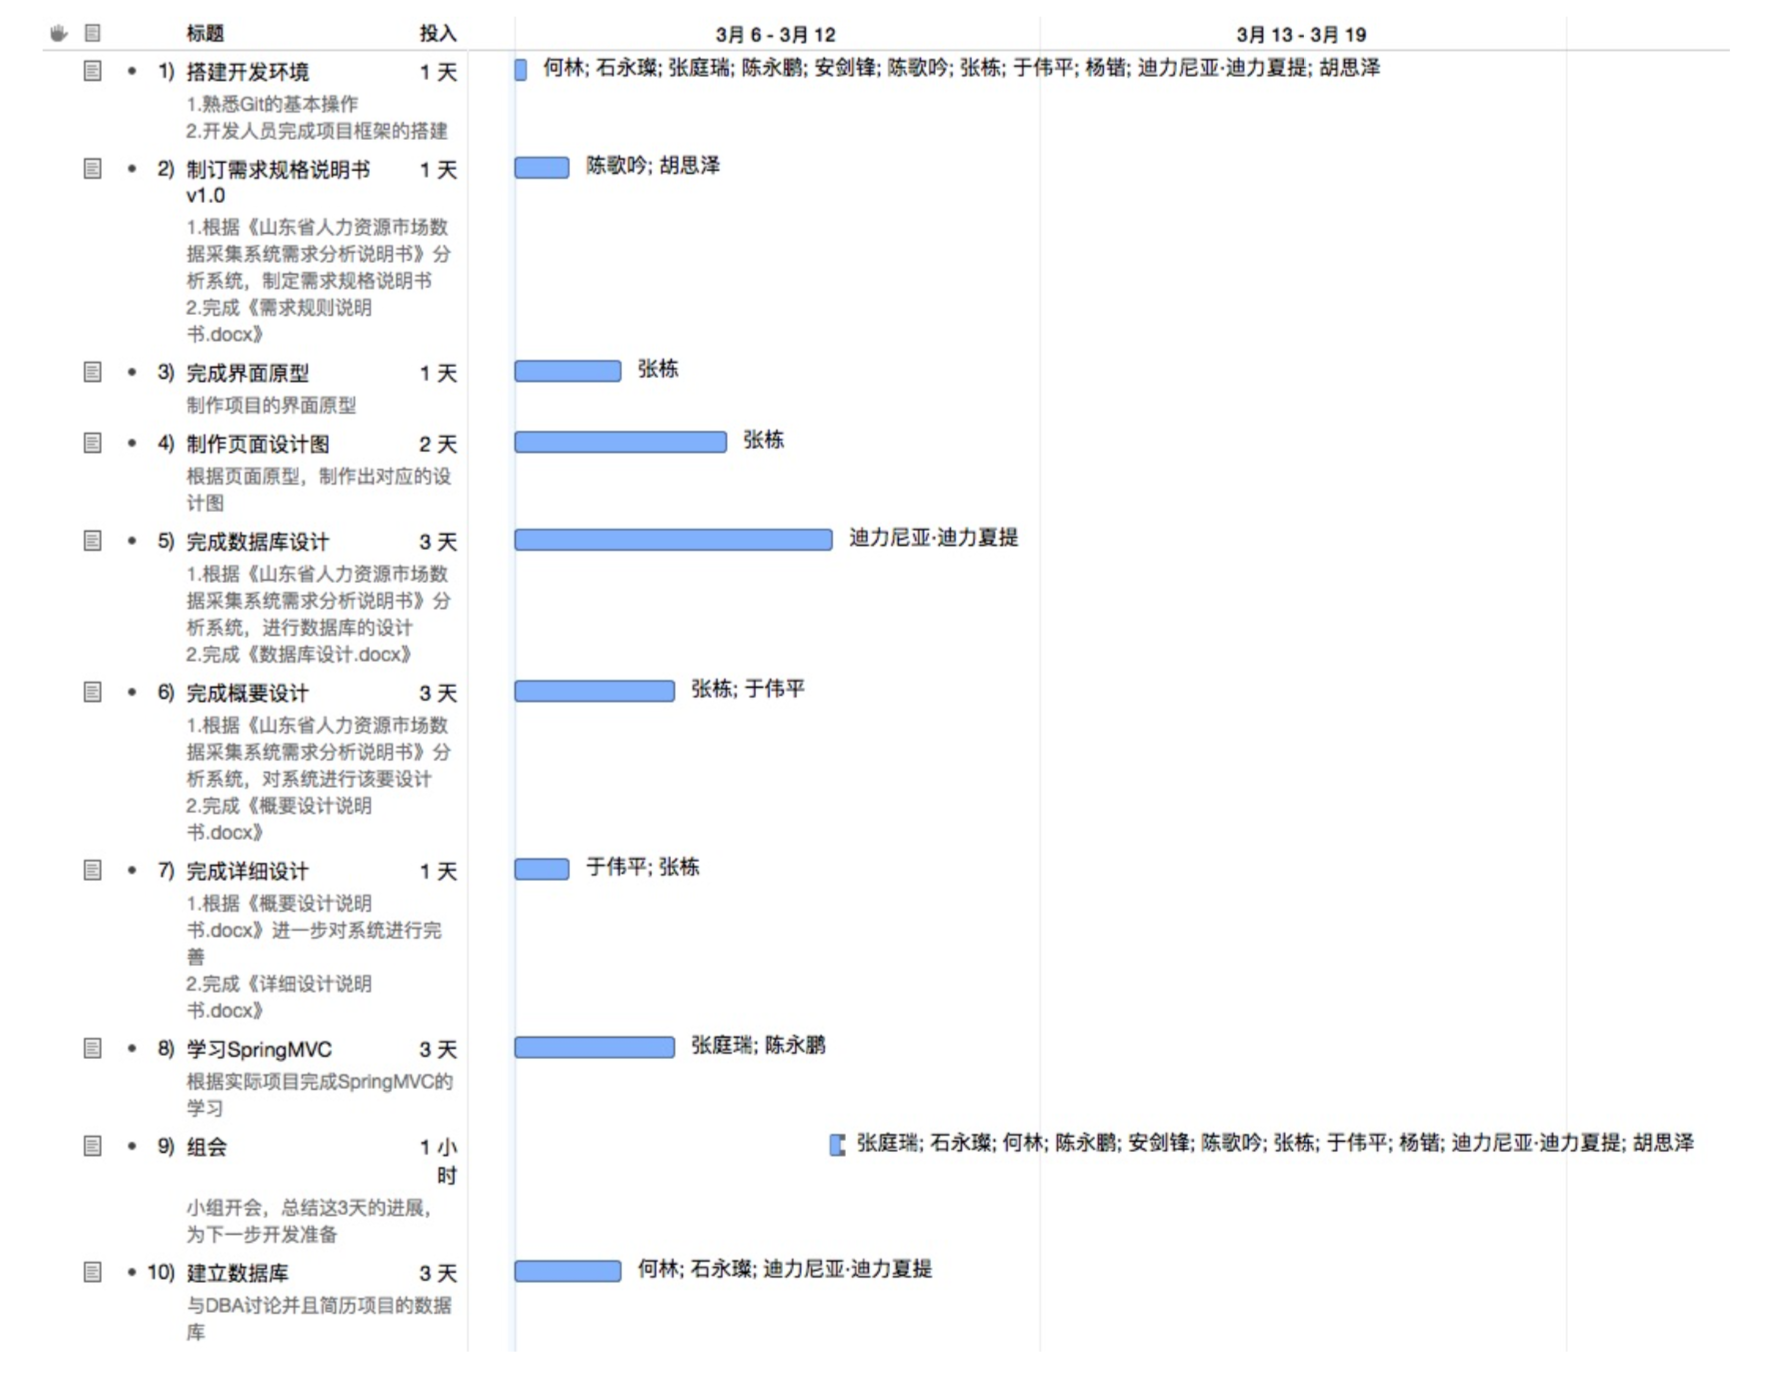 标题 投入 3月 6 - 3月 12 3月 13 - 3月 19
• 1) 搭建开发环境 1 天 何林; 石永璨; 张庭瑞; 陈永鹏; 安剑锋; 陈歌吟; 张栋; 于伟平; 杨锴; 迪力尼亚·迪力夏提; 胡思泽
1.熟悉Git的基本操作
2.开发人员完成项目框架的搭建
• 2) 制订需求规格说明书 1 天 陈歌吟; 胡思泽
v1.0
1.根据《山东省人力资源市场数
据采集系统需求分析说明书》分
析系统，制定需求规格说明书
2.完成《需求规则说明
书.docx》
• 3) 完成界面原型 1 天 张栋
制作项目的界面原型
• 4) 制作页面设计图 2 天 张栋
根据页面原型，制作出对应的设
计图
• 5) 完成数据库设计 3 天 迪力尼亚·迪力夏提
1.根据《山东省人力资源市场数
据采集系统需求分析说明书》分
析系统，进行数据库的设计
2.完成《数据库设计.docx》
• 6) 完成概要设计 3 天 张栋; 于伟平
1.根据《山东省人力资源市场数
据采集系统需求分析说明书》分
析系统，对系统进行该要设计
2.完成《概要设计说明
书.docx》
• 7) 完成详细设计 1 天 于伟平; 张栋
1.根据《概要设计说明
书.docx》进一步对系统进行完
善
2.完成《详细设计说明
书.docx》
• 8) 学习SpringMVC 3 天 张庭瑞; 陈永鹏
根据实际项目完成SpringMVC的
学习
• 9) 组会 1 小 张庭瑞; 石永璨; 何林; 陈永鹏; 安剑锋; 陈歌吟; 张栋; 于伟平; 杨锴; 迪力尼亚·迪力夏提; 胡思泽
时
小组开会，总结这3天的进展，
为下一步开发准备
• 10) 建立数据库 3 天 何林; 石永璨; 迪力尼亚·迪力夏提
与DBA讨论并且简历项目的数据
库